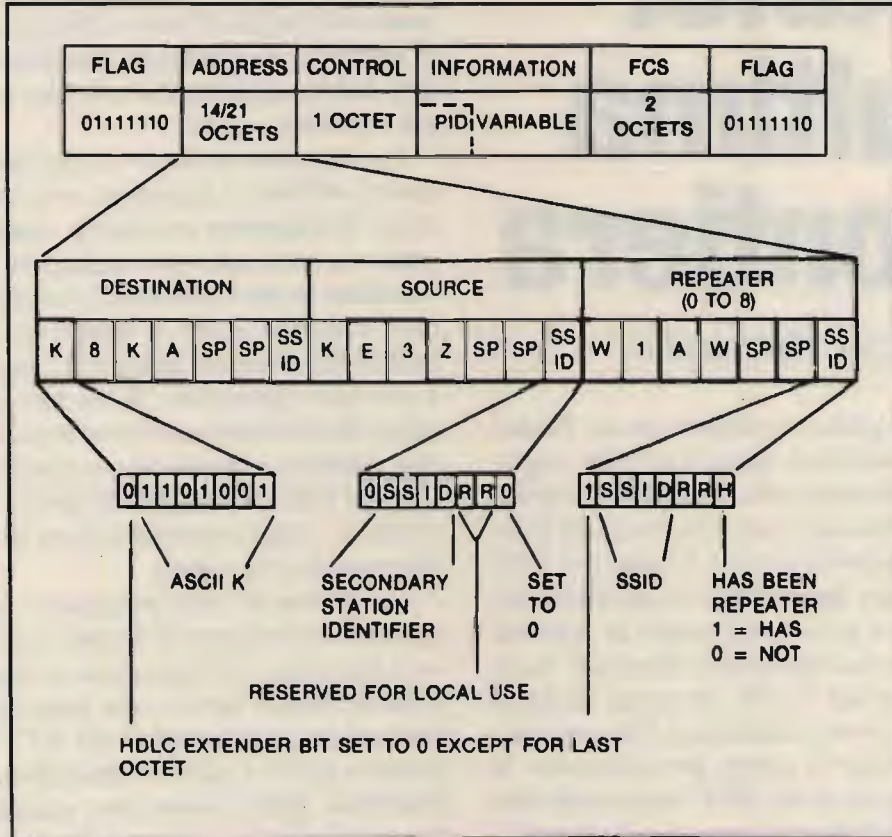 FLAG ADDRESS CONTROL INFORMATION FCS FLAG
01111110 14/21 OCTETS 1 OCTET PID VARIABLE 2 OCTETS 01111110
DESTINATION SOURCE REPEATER (0 TO 8)
K 8 K A SP SP SS ID K E 3 Z SP SP SS ID W 1 A W SP SP SS ID
0 1 1 0 1 0 0 1 0 S S I D R R 0 1 S S I D R R H
ASCII K
SECONDARY STATION IDENTIFIER
SET TO 0
SSID
HAS BEEN REPEATER
1 = HAS
0 = NOT
RESERVED FOR LOCAL USE
HDLC EXTENDER BIT SET TO 0 EXCEPT FOR LAST
OCTET